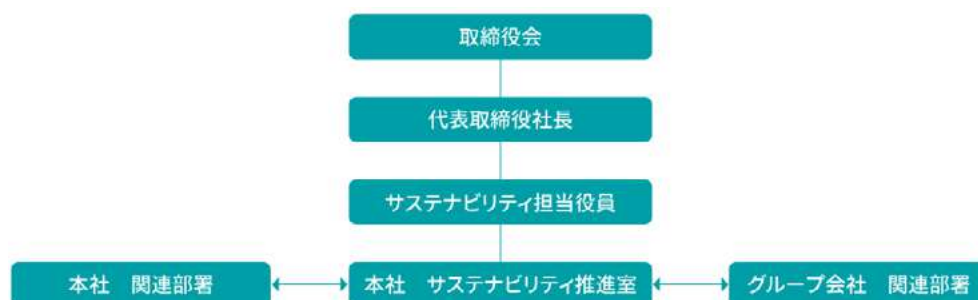 取締役会
代表取締役社長
サステナビリティ担当役員
本社　関連部署
本社　サステナビリティ推進室
グループ会社　関連部署